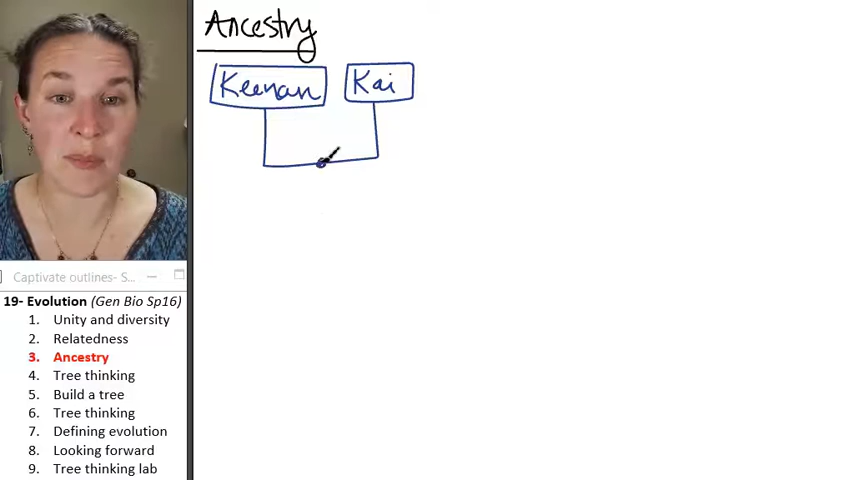 Ancestry
Keenan Kai
Captivate outlines- S...
19- Evolution (Gen Bio Sp16)
1. Unity and diversity
2. Relatedness
3. Ancestry
4. Tree thinking
5. Build a tree
6. Tree thinking
7. Defining evolution
8. Looking forward
9. Tree thinking lab